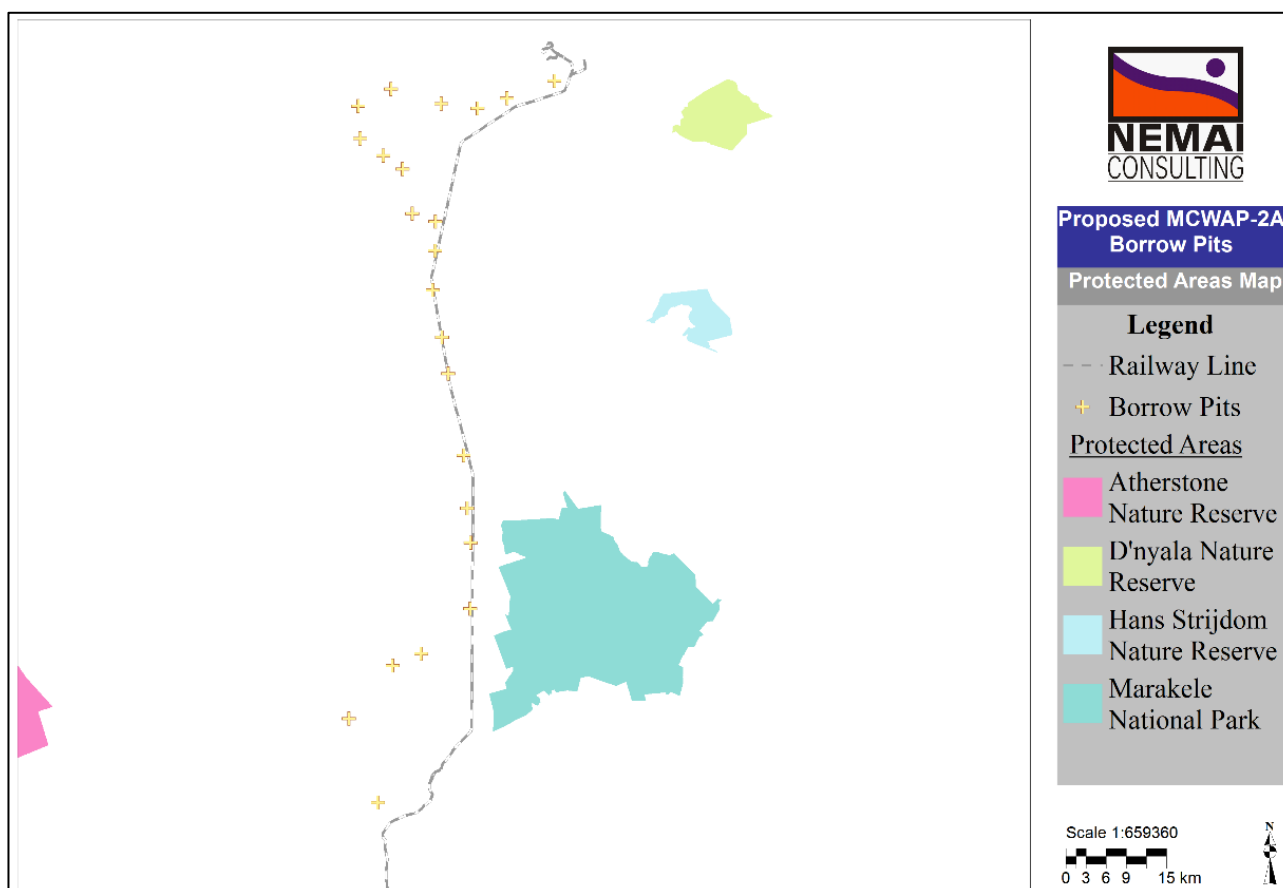 NEMAI
CONSULTING
Proposed MCWAP-2A
Borrow Pits
Protected Areas Map
Legend
Railway Line
Borrow Pits
Protected Areas
Atherstone
Nature Reserve
D'nyala Nature
Reserve
Hans Strijdom
Nature Reserve
Marakele
National Park
Scale 1:659360
N
0 3 6 9 15 km